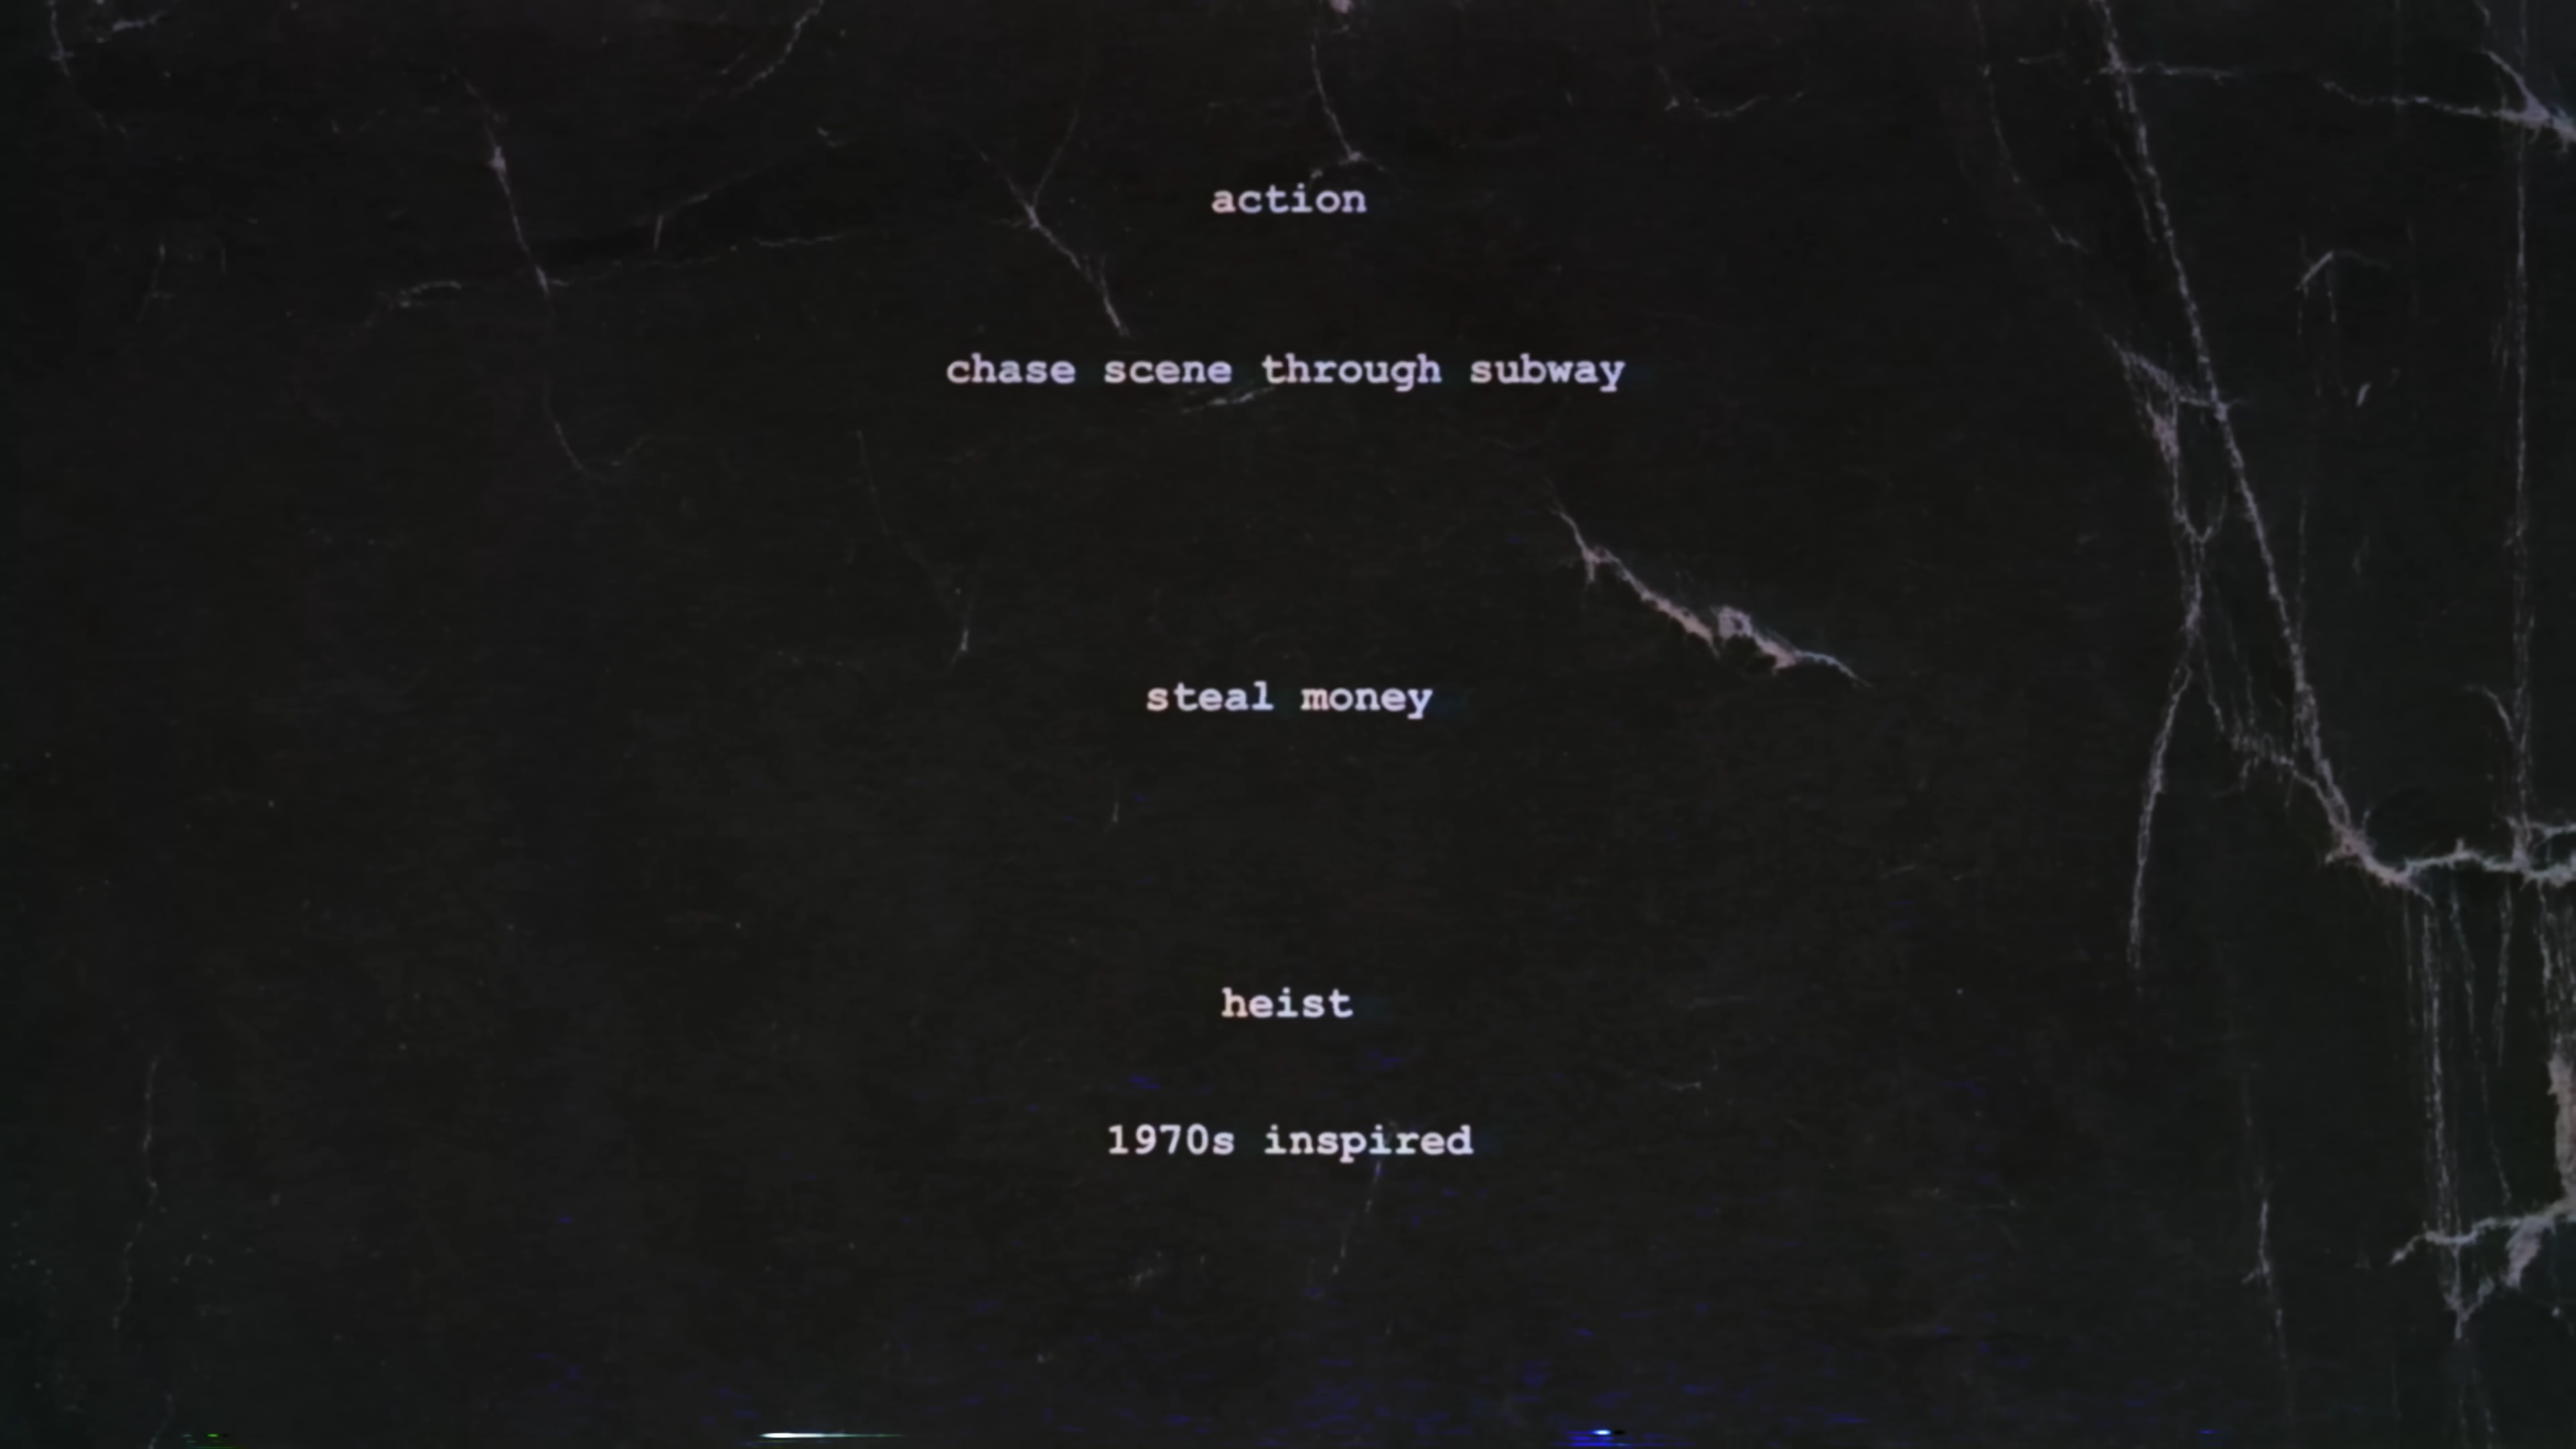 action
chase scene through subway
steal money
heist
1970s inspired